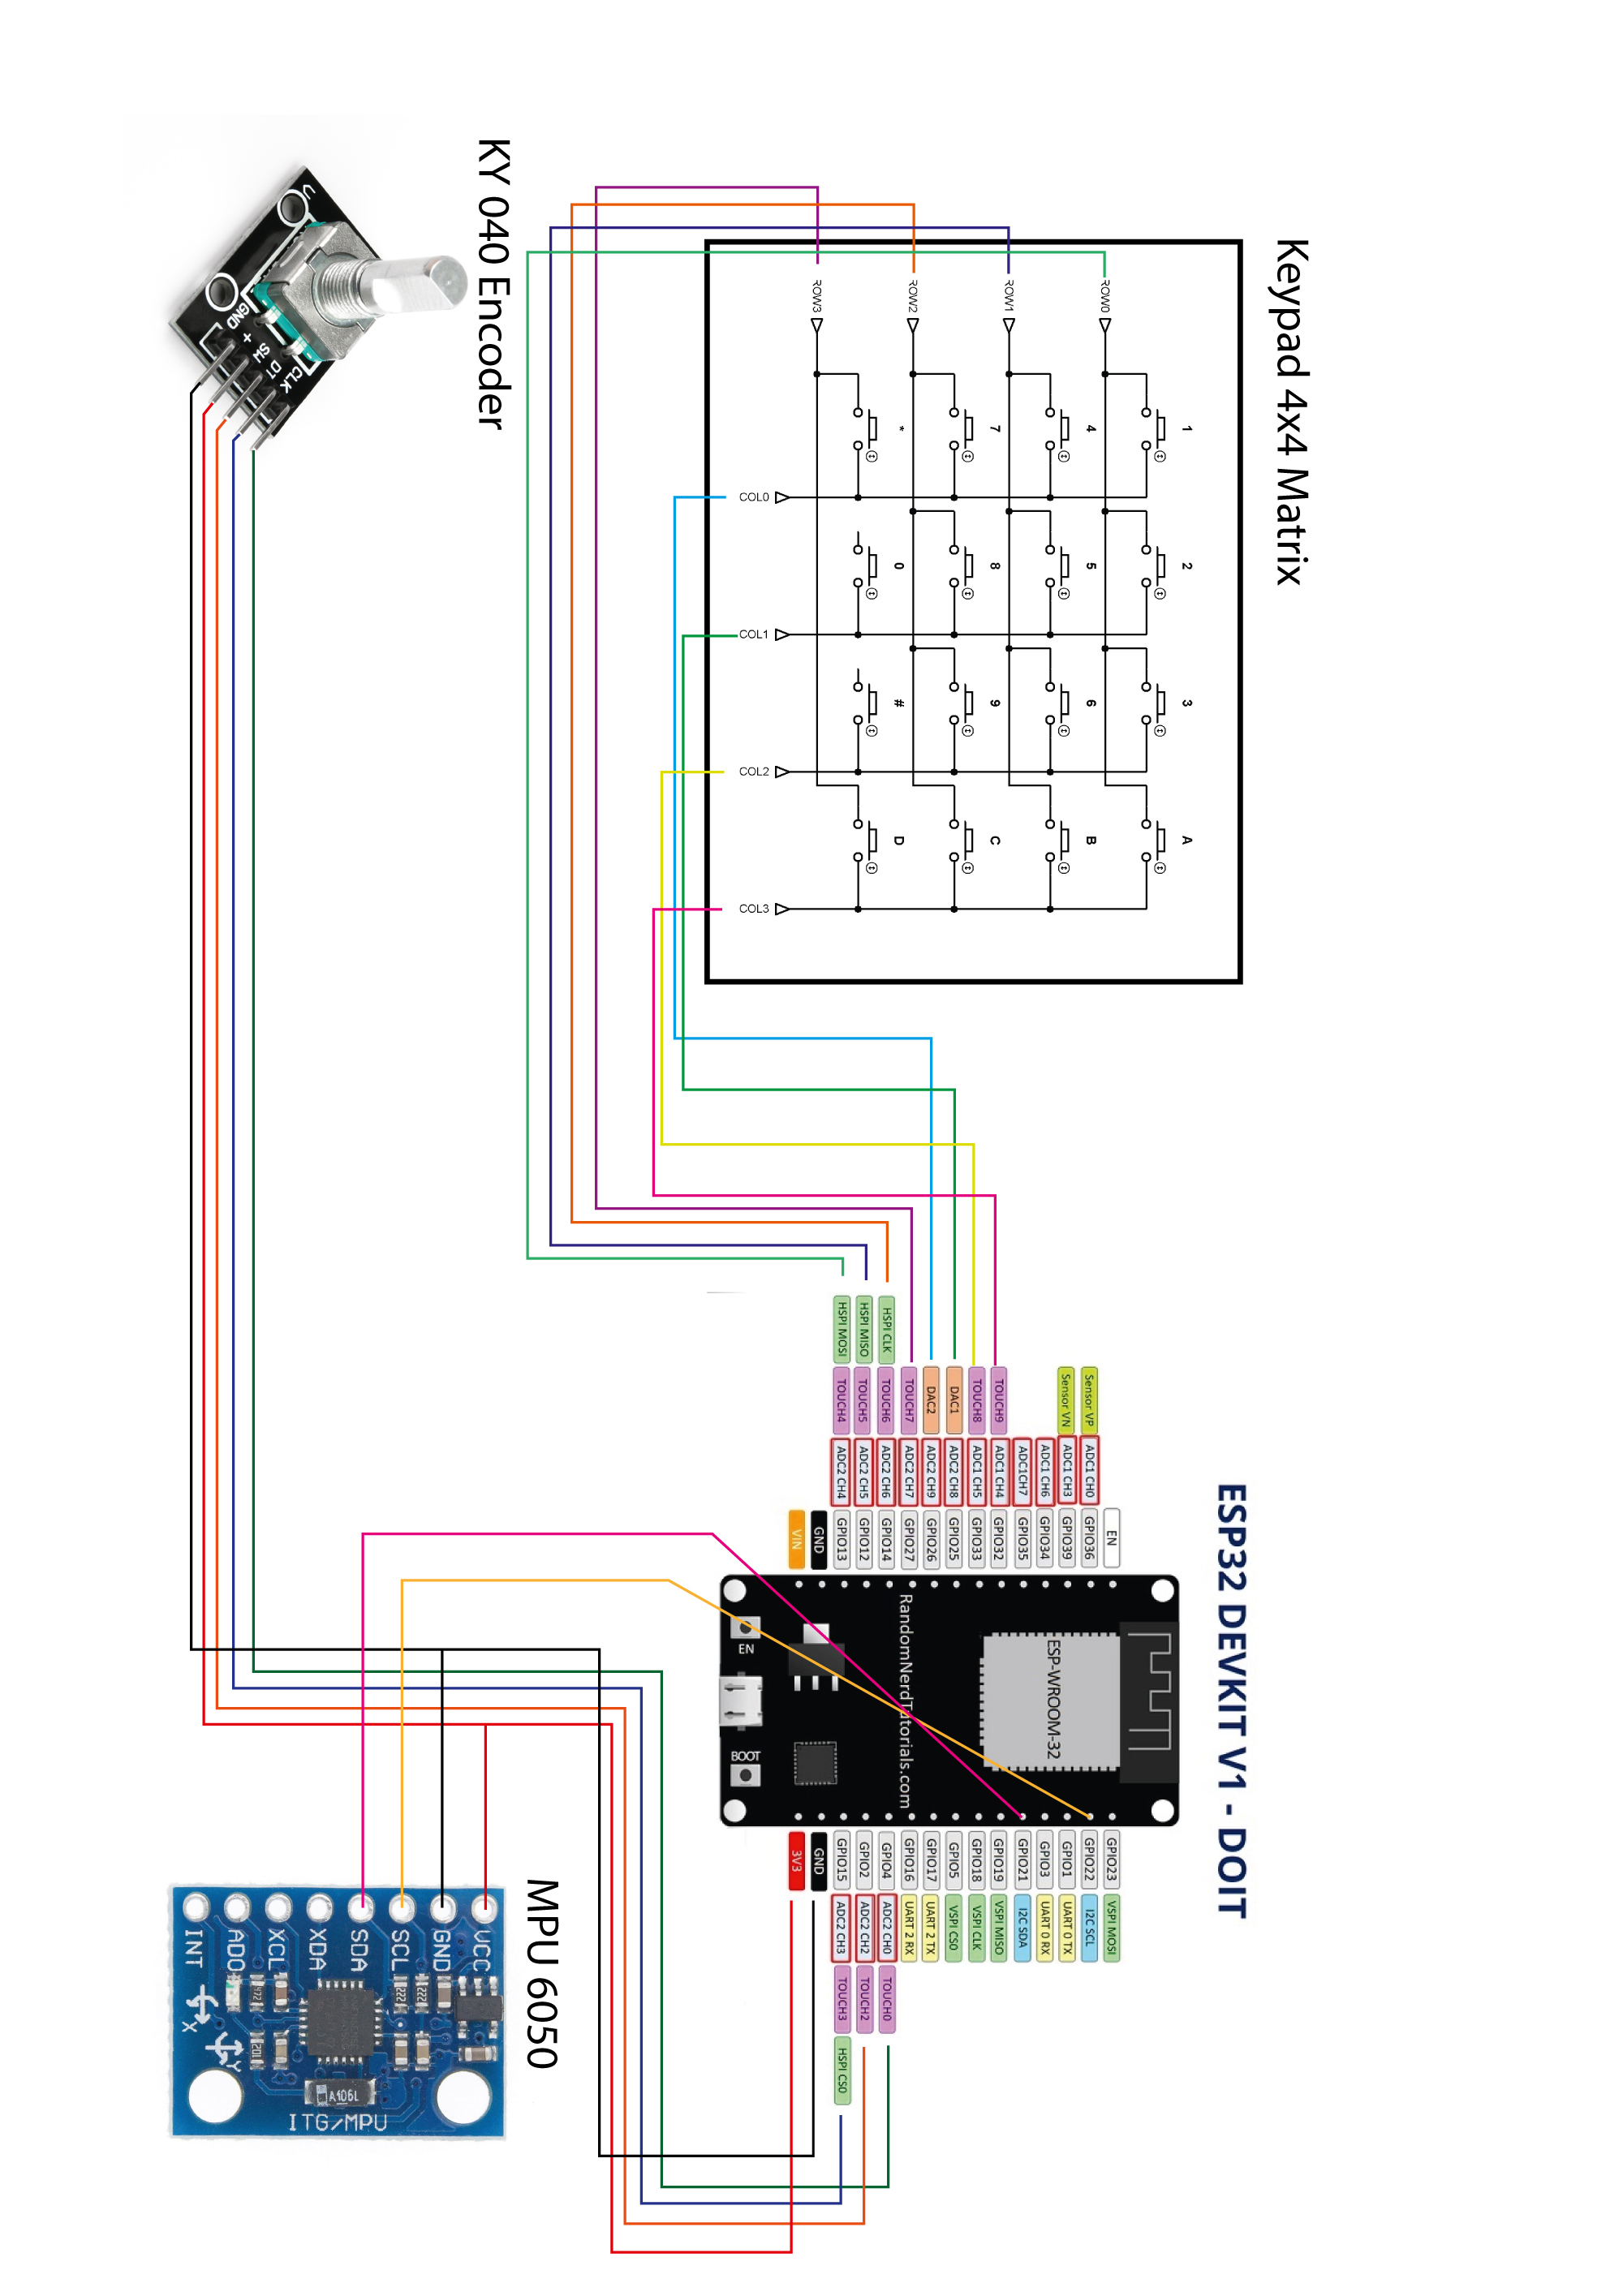 Keypad 4x4 Matrix
1 2 3 A
ROW0
4 5 6 B
ROW1
7 8 9 C
ROW2
* 0 # D
ROW3
COL0 COL1 COL2 COL3
ESP32 DEVKIT V1 - DOIT
EN
Sensor VP ADC1 CH0 GPIO36
Sensor VN ADC1 CH3 GPIO39
ADC1 CH6 GPIO34
ADC1CH7 GPIO35
TOUCH9 ADC1 CH4 GPIO32
TOUCH8 ADC1 CH5 GPIO33
DAC1 ADC2 CH8 GPIO25
DAC2 ADC2 CH9 GPIO26
TOUCH7 ADC2 CH7 GPIO27
HSPI CLK TOUCH6 ADC2 CH6 GPIO14
HSPI MISO TOUCH5 ADC2 CH5 GPIO12
HSPI MOSI TOUCH4 ADC2 CH4 GPIO13
GND
VIN
ESP-WROOM-32
RandomNerdTutorials.com
EN
BOOT
GPIO23 VSPI MOSI
GPIO22 I2C SCL
GPIO1 UART 0 TX
GPIO3 UART 0 RX
GPIO21 I2C SDA
GPIO19 VSPI MISO
GPIO18 VSPI CLK
GPIO5 VSPI CS0
GPIO17 UART 2 TX
GPIO16 UART 2 RX
GPIO4 ADC2 CH0 TOUCH0
GPIO2 ADC2 CH2 TOUCH2
GPIO15 ADC2 CH3 TOUCH3 HSPI CS0
GND
3V3
KY 040 Encoder
CLK
DT
SW
+
GND
MPU 6050
VCC
GND
222
SCL
222
SDA
XDA
XCL
472
201
ADO
INT
Y
X
ITG/MPU